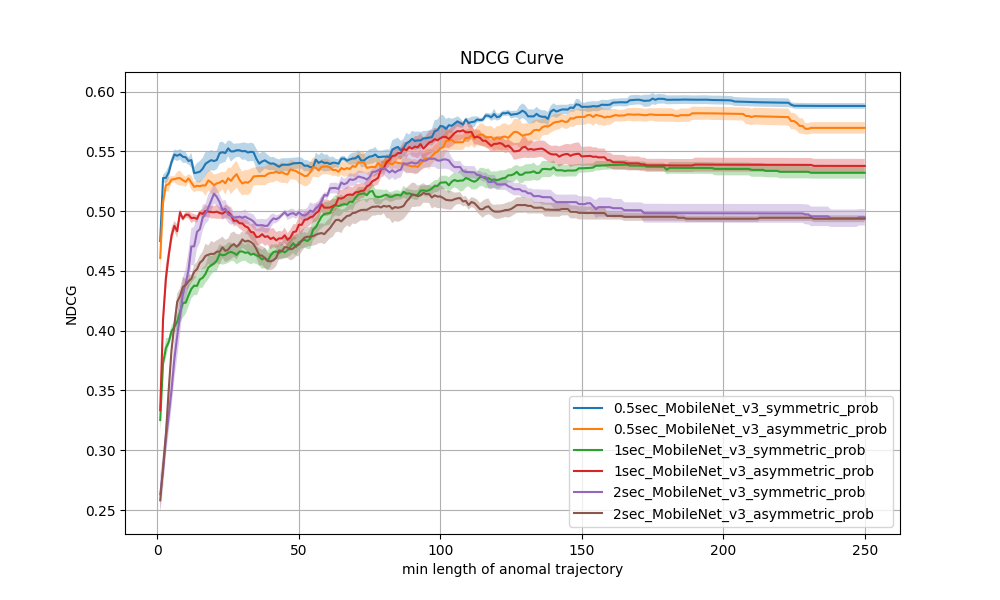 NDCG Curve
0.60
0.55
0.50
0.45
0.40
0.35
0.30
0.25
NDCG
0.5sec_MobileNet_v3_symmetric_prob
0.5sec_MobileNet_v3_asymmetric_prob
1sec_MobileNet_v3_symmetric_prob
1sec_MobileNet_v3_asymmetric_prob
2sec_MobileNet_v3_symmetric_prob
2sec_MobileNet_v3_asymmetric_prob
0 50 100 150 200 250
min length of anomal trajectory